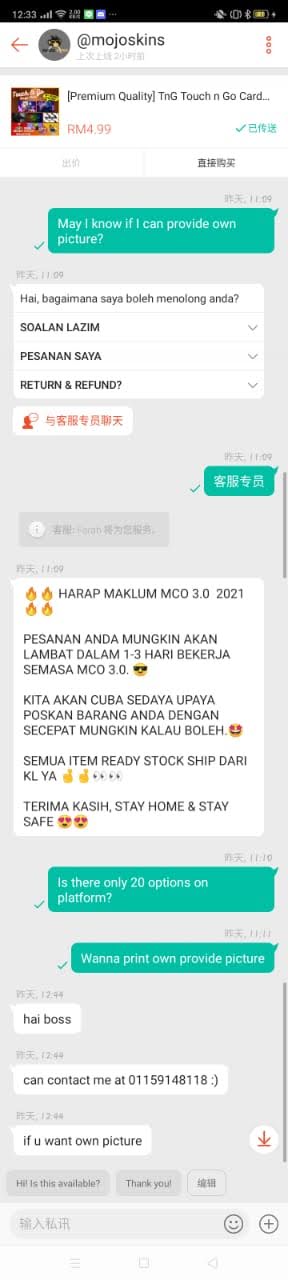 12:33
@mojoskins
上次上线 2小时前
[Premium Quality] TnG Touch n Go Card...
RM4.99
已传送
出价
直接购买
昨天, 11:09
May I know if I can provide own
picture?
昨天, 11:09
Hai, bagaimana saya boleh menolong anda?
SOALAN LAZIM
PESANAN SAYA
RETURN & REFUND?
与客服专员聊天
昨天, 11:09
客服专员
客服: Farah 将为您服务。
昨天, 11:09
🔥🔥 HARAP MAKLUM MCO 3.0 2021
🔥🔥
PESANAN ANDA MUNGKIN AKAN
LAMBAT DALAM 1-3 HARI BEKERJA
SEMASA MCO 3.0. 😎
KITA AKAN CUBA SEDAYA UPAYA
POSKAN BARANG ANDA DENGAN
SECEPAT MUNGKIN KALAU BOLEH.🤩
SEMUA ITEM READY STOCK SHIP DARI
KL YA 🤞🤞👀👀
TERIMA KASIH, STAY HOME & STAY
SAFE 😍😍
昨天, 11:10
Is there only 20 options on
platform?
昨天, 11:11
Wanna print own provide picture
昨天, 12:44
hai boss
昨天, 12:44
can contact me at 01159148118 :)
昨天, 12:44
if u want own picture
Hi! Is this available?
Thank you!
编辑
输入私讯